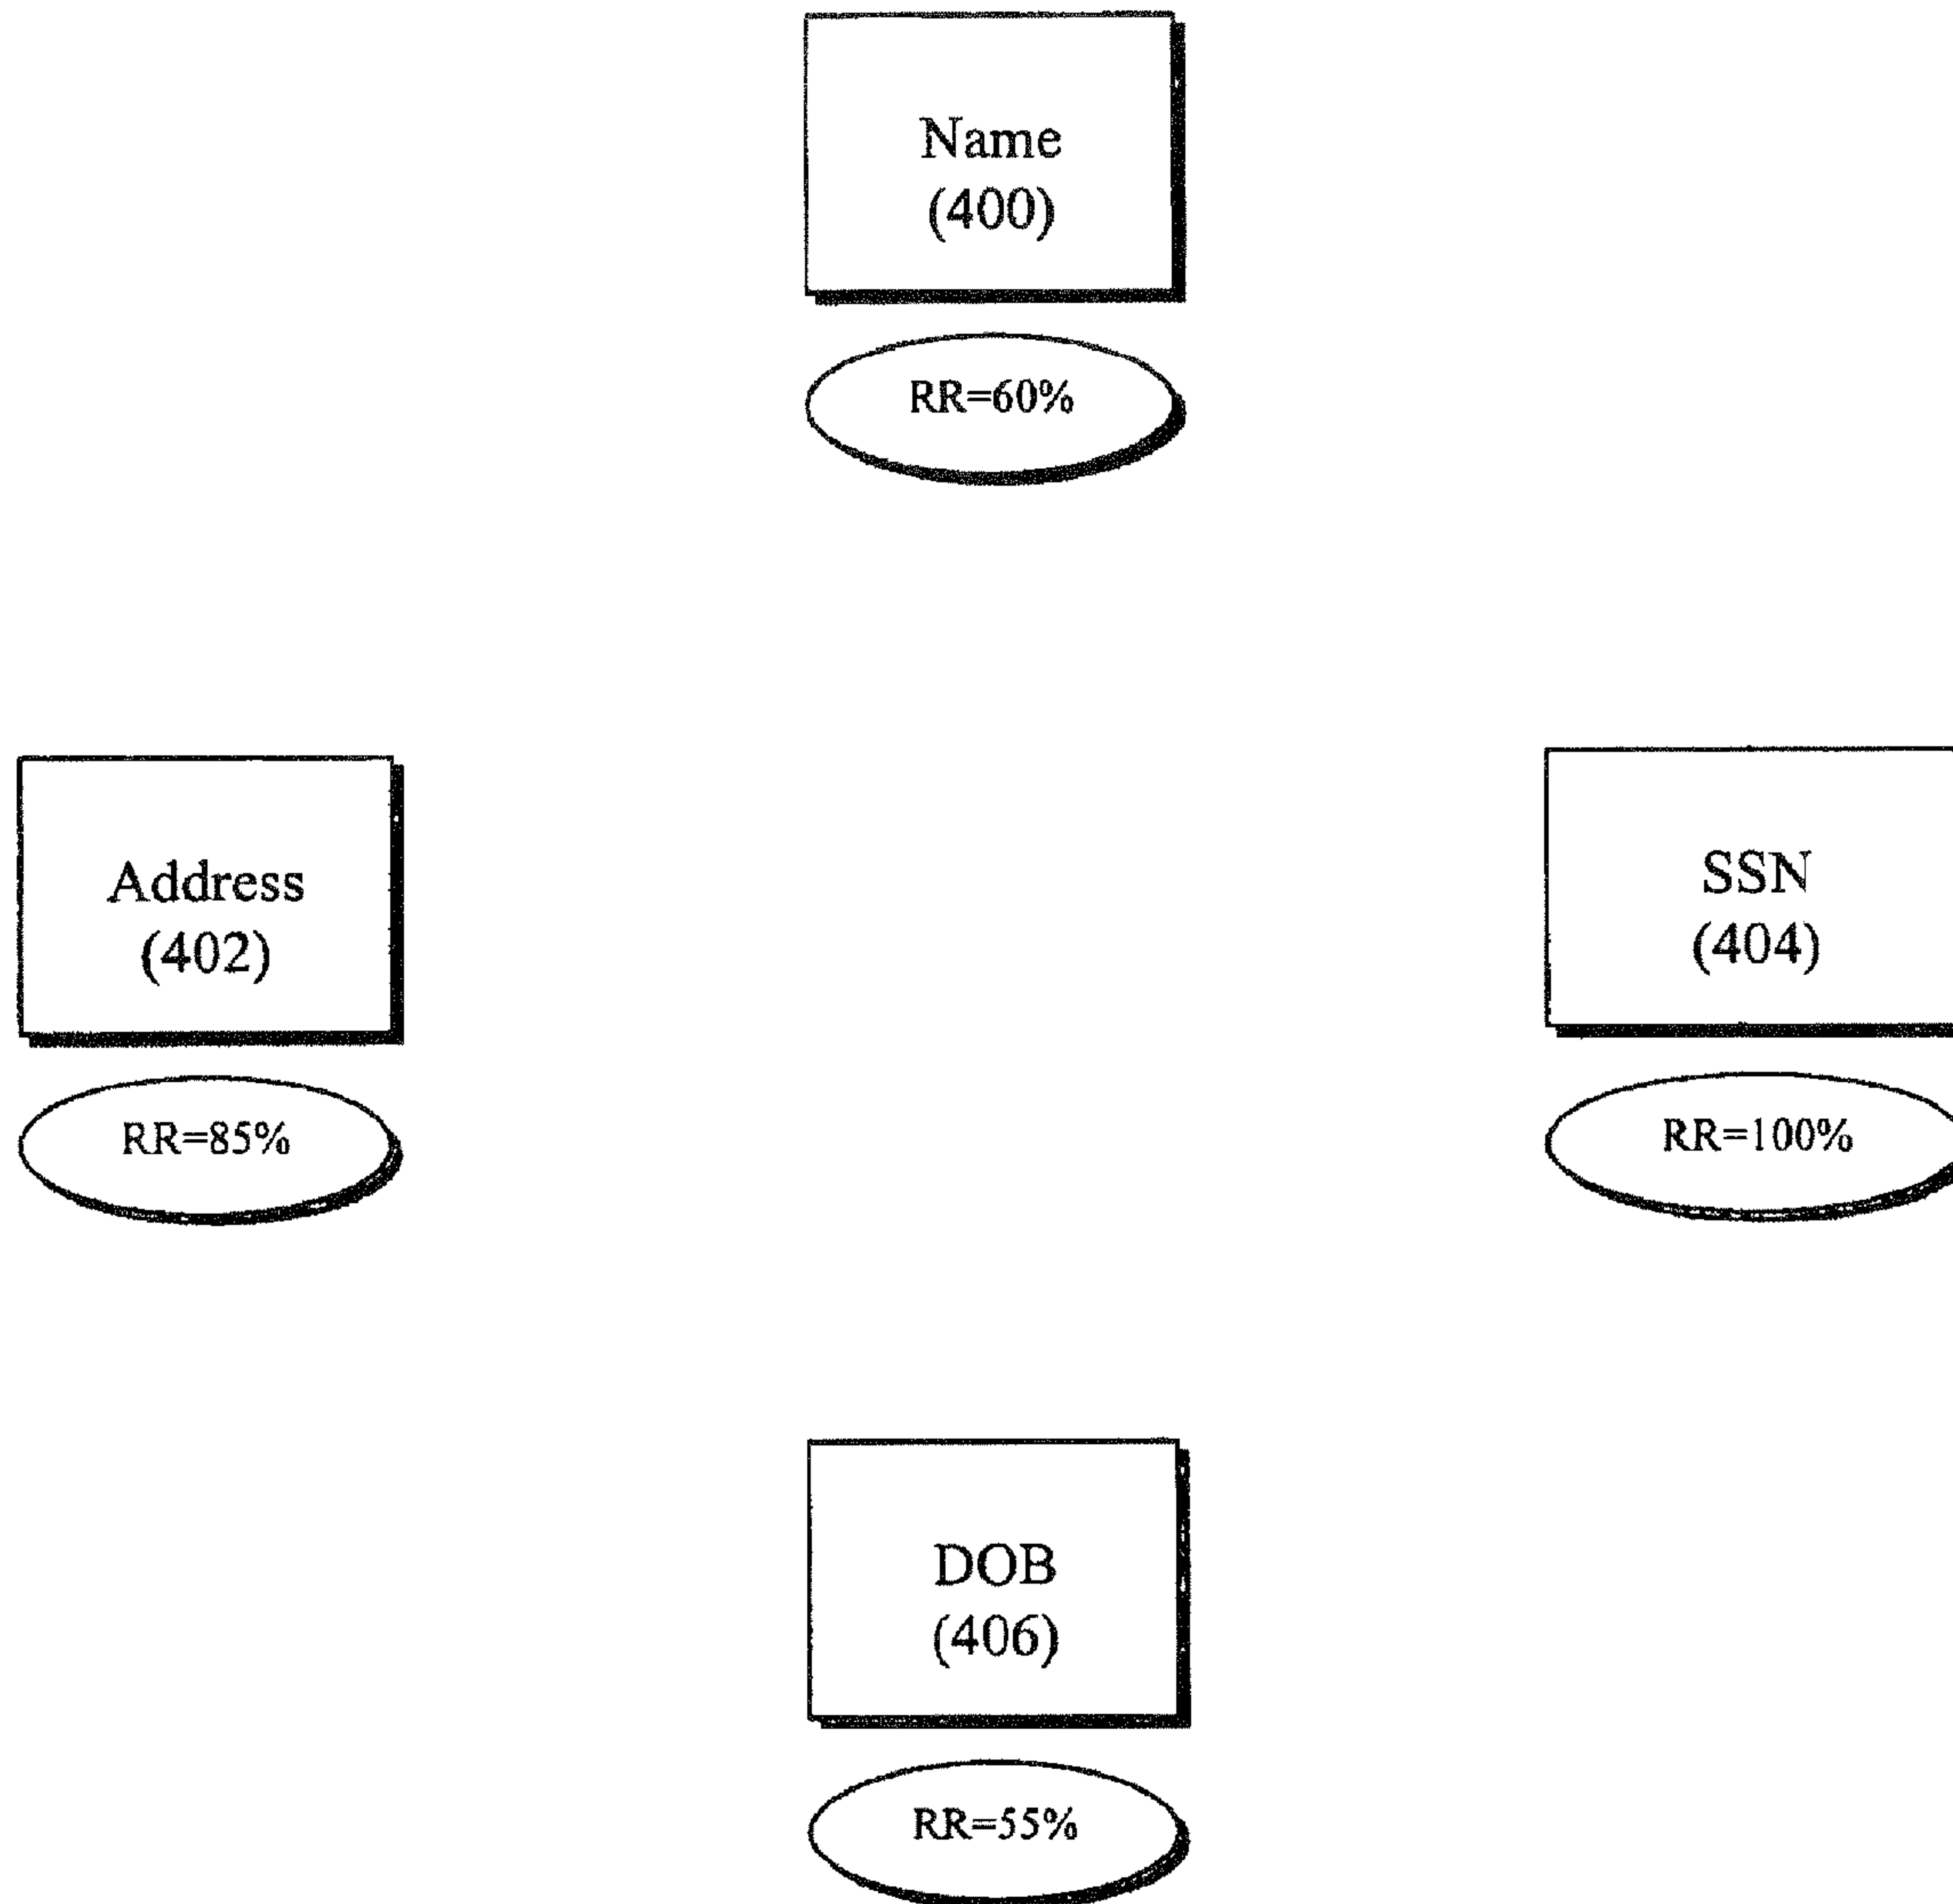 Name
(400)
RR=60%
Address
(402)
RR=85%
SSN
(404)
RR=100%
DOB
(406)
RR=55%